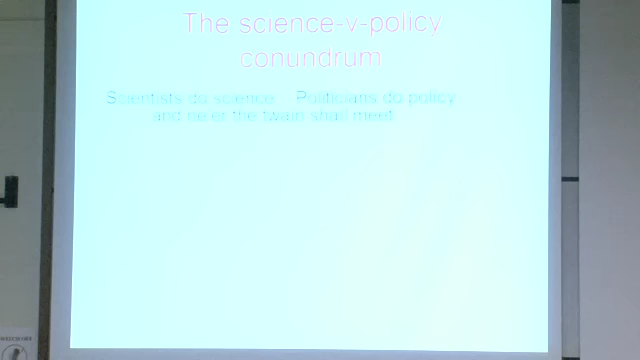 The science-v-policy
conundrum
Scientists do science Politicians do policy
and ne'er the twain shall meet